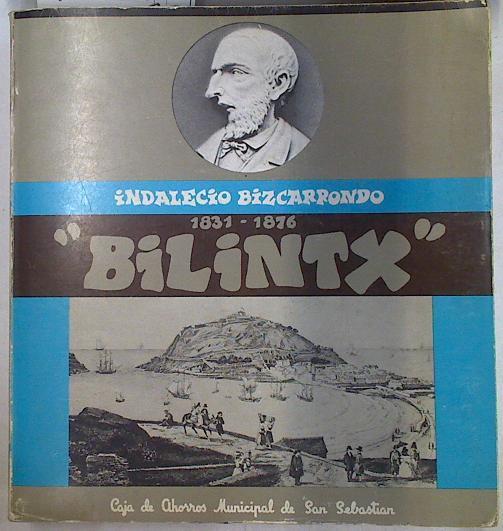 INDALECIO BIZCARRONDO
1831 - 1876
"BILINTX"
Caja de Ahorros Municipal de San Sebastian